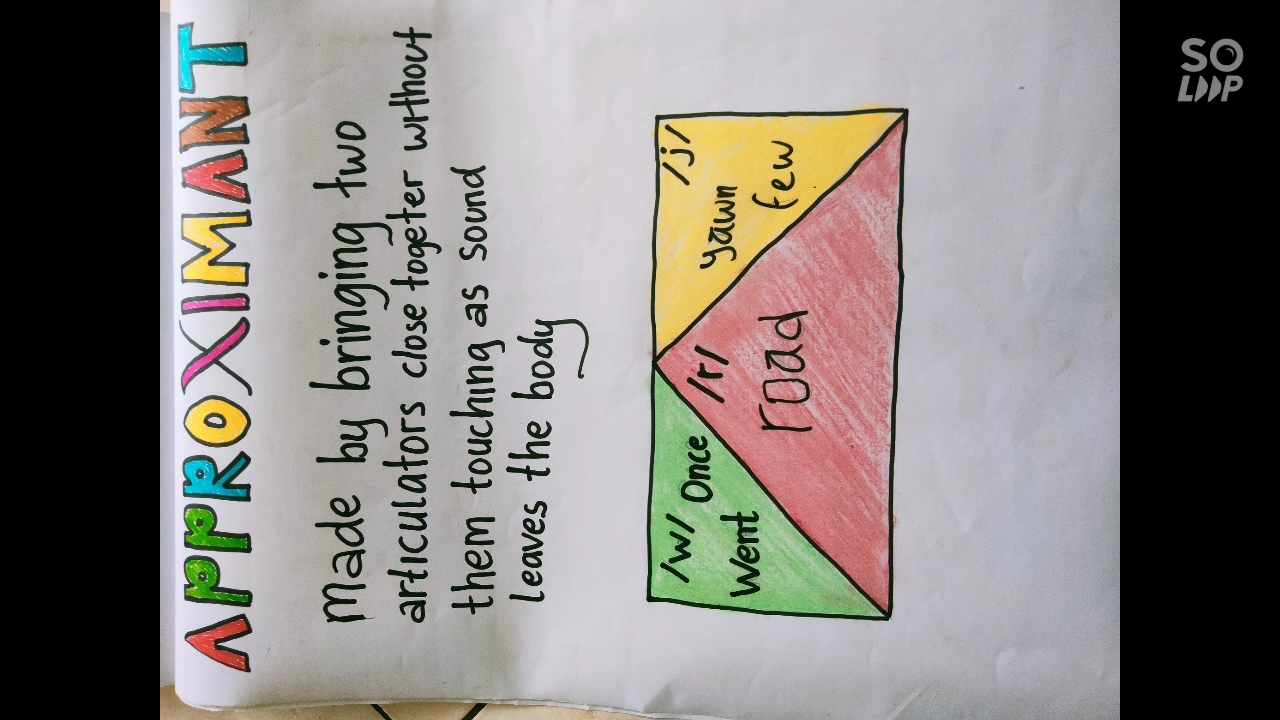 APPROXIMANT
Made by bringing two
articulators close togeter without
them touching as sound
leaves the body
/w/ Once
Went
/r/
road
/j/
yawn
few
SO
LOOP